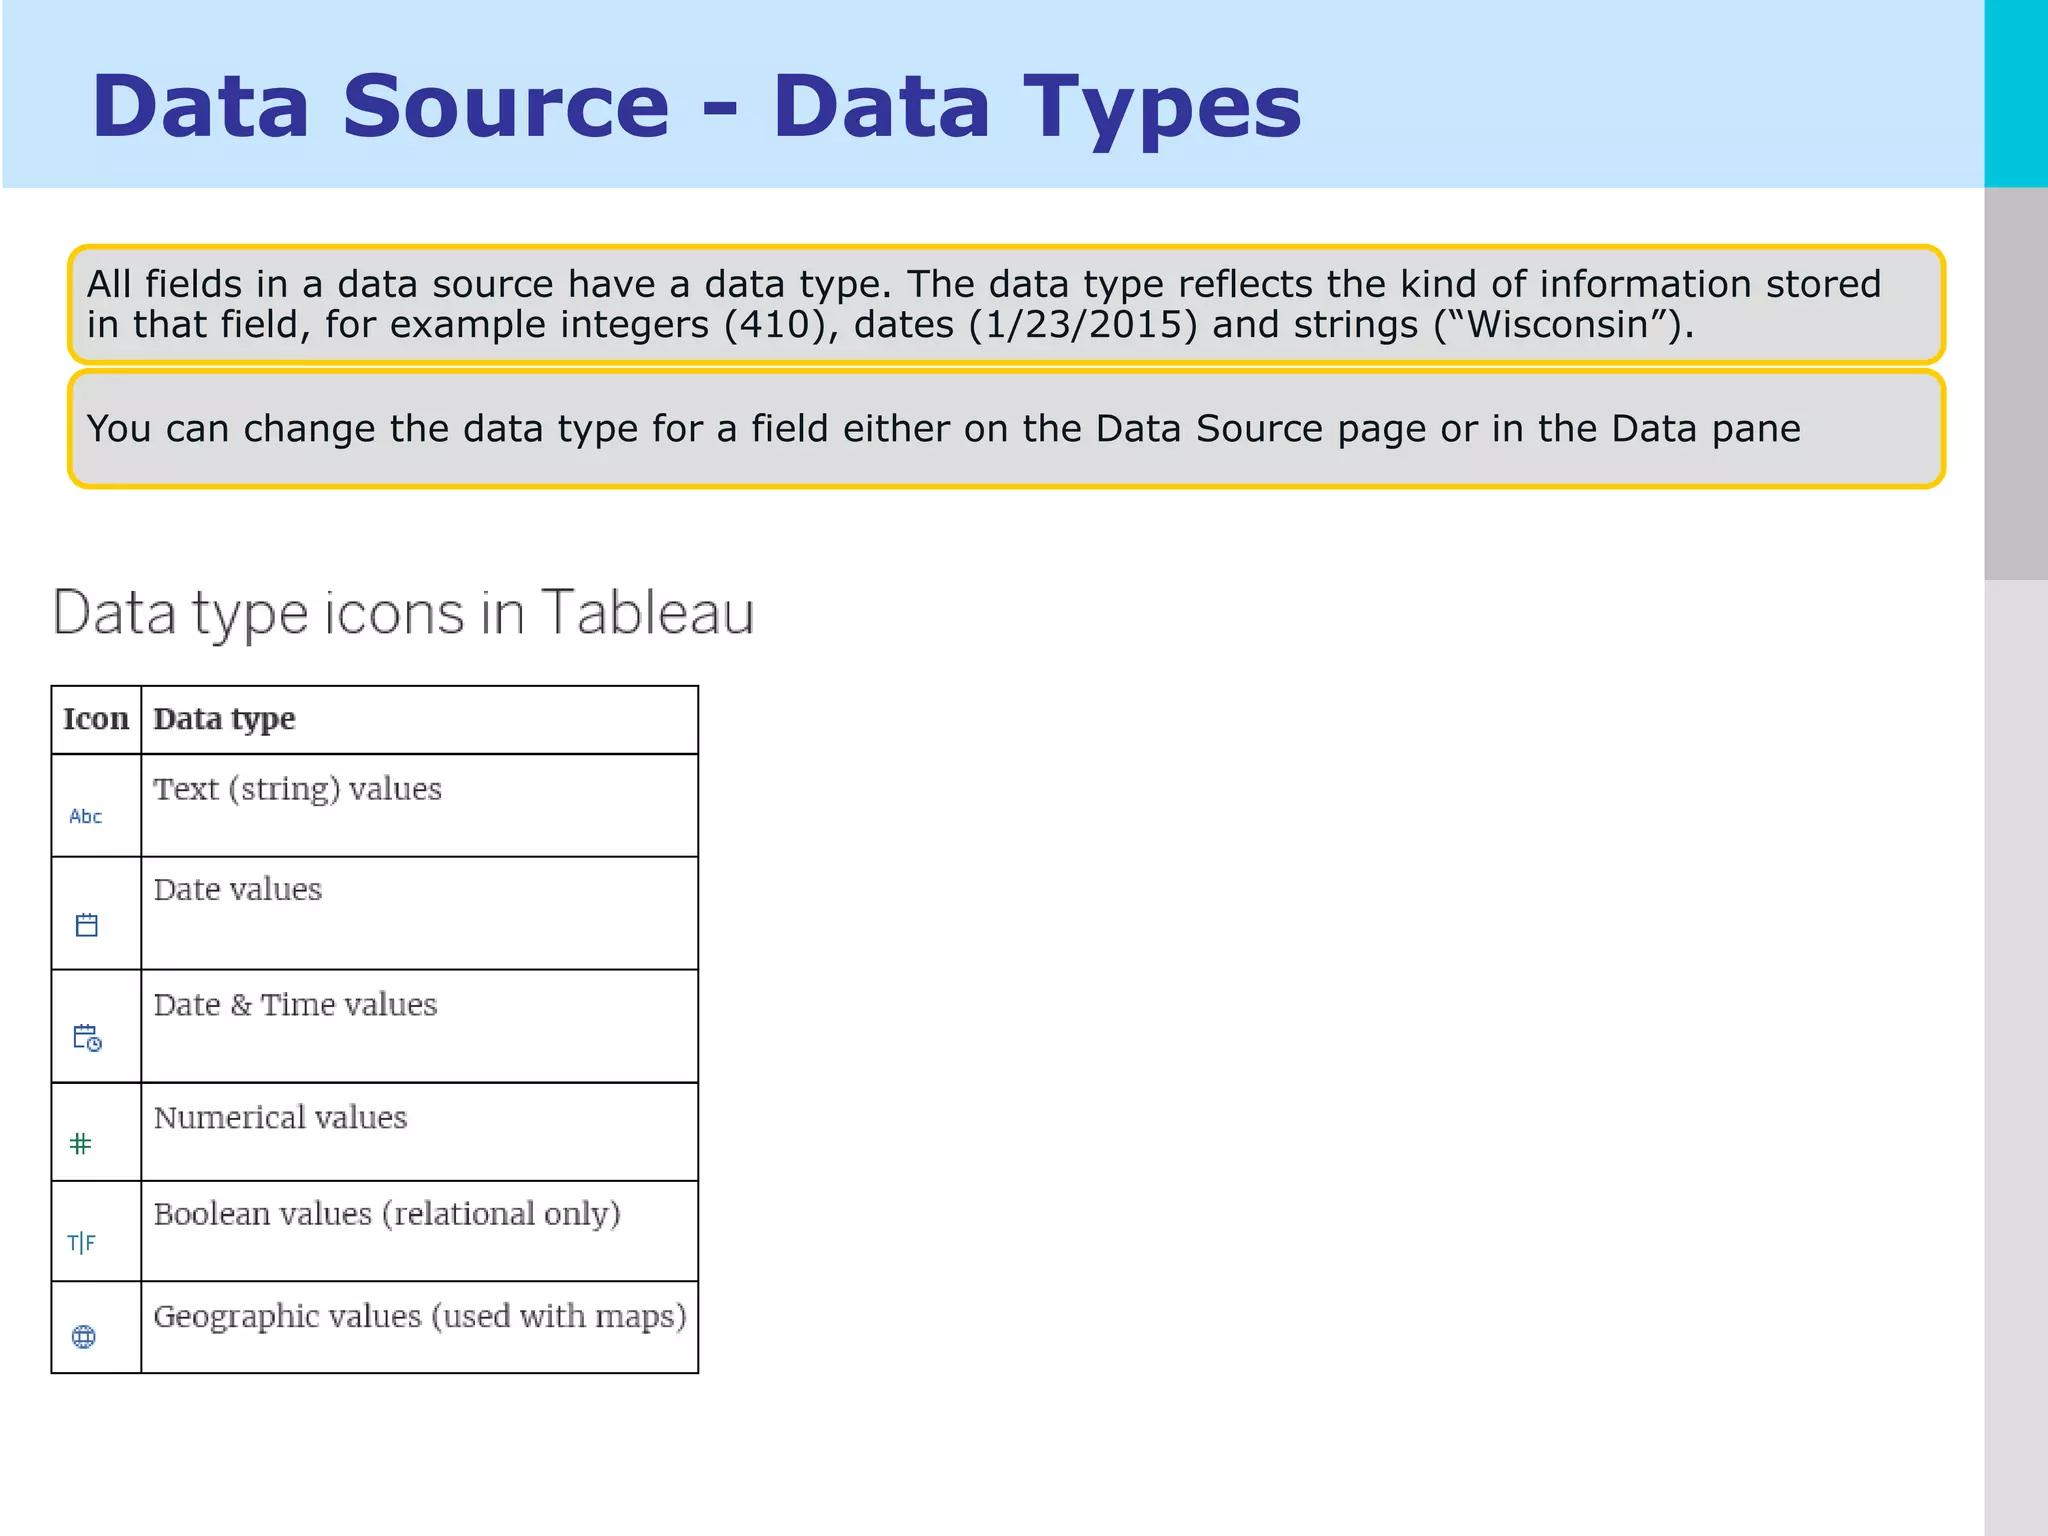 Data Source - Data Types
All fields in a data source have a data type. The data type reflects the kind of information stored
in that field, for example integers (410), dates (1/23/2015) and strings (“Wisconsin”).
You can change the data type for a field either on the Data Source page or in the Data pane
Data type icons in Tableau
Icon Data type
Text (string) values
Abc
Date values
Date & Time values
Numerical values
#
Boolean values (relational only)
T|F
Geographic values (used with maps)